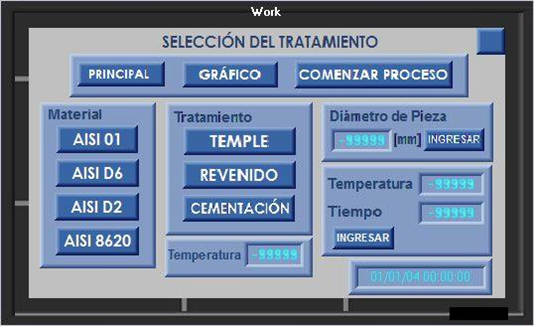 Work
SELECCIÓN DEL TRATAMIENTO
PRINCIPAL GRÁFICO COMENZAR PROCESO
Material
AISI 01
AISI D6
AISI D2
AISI 8620
Tratamiento
TEMPLE
REVENIDO
CEMENTACIÓN
Temperatura -99999
Diàmetro de Pieza
-99999 [mm] INGRESAR
Temperatura -99999
Tiempo -99999
INGRESAR
01/01/04 00:00:00